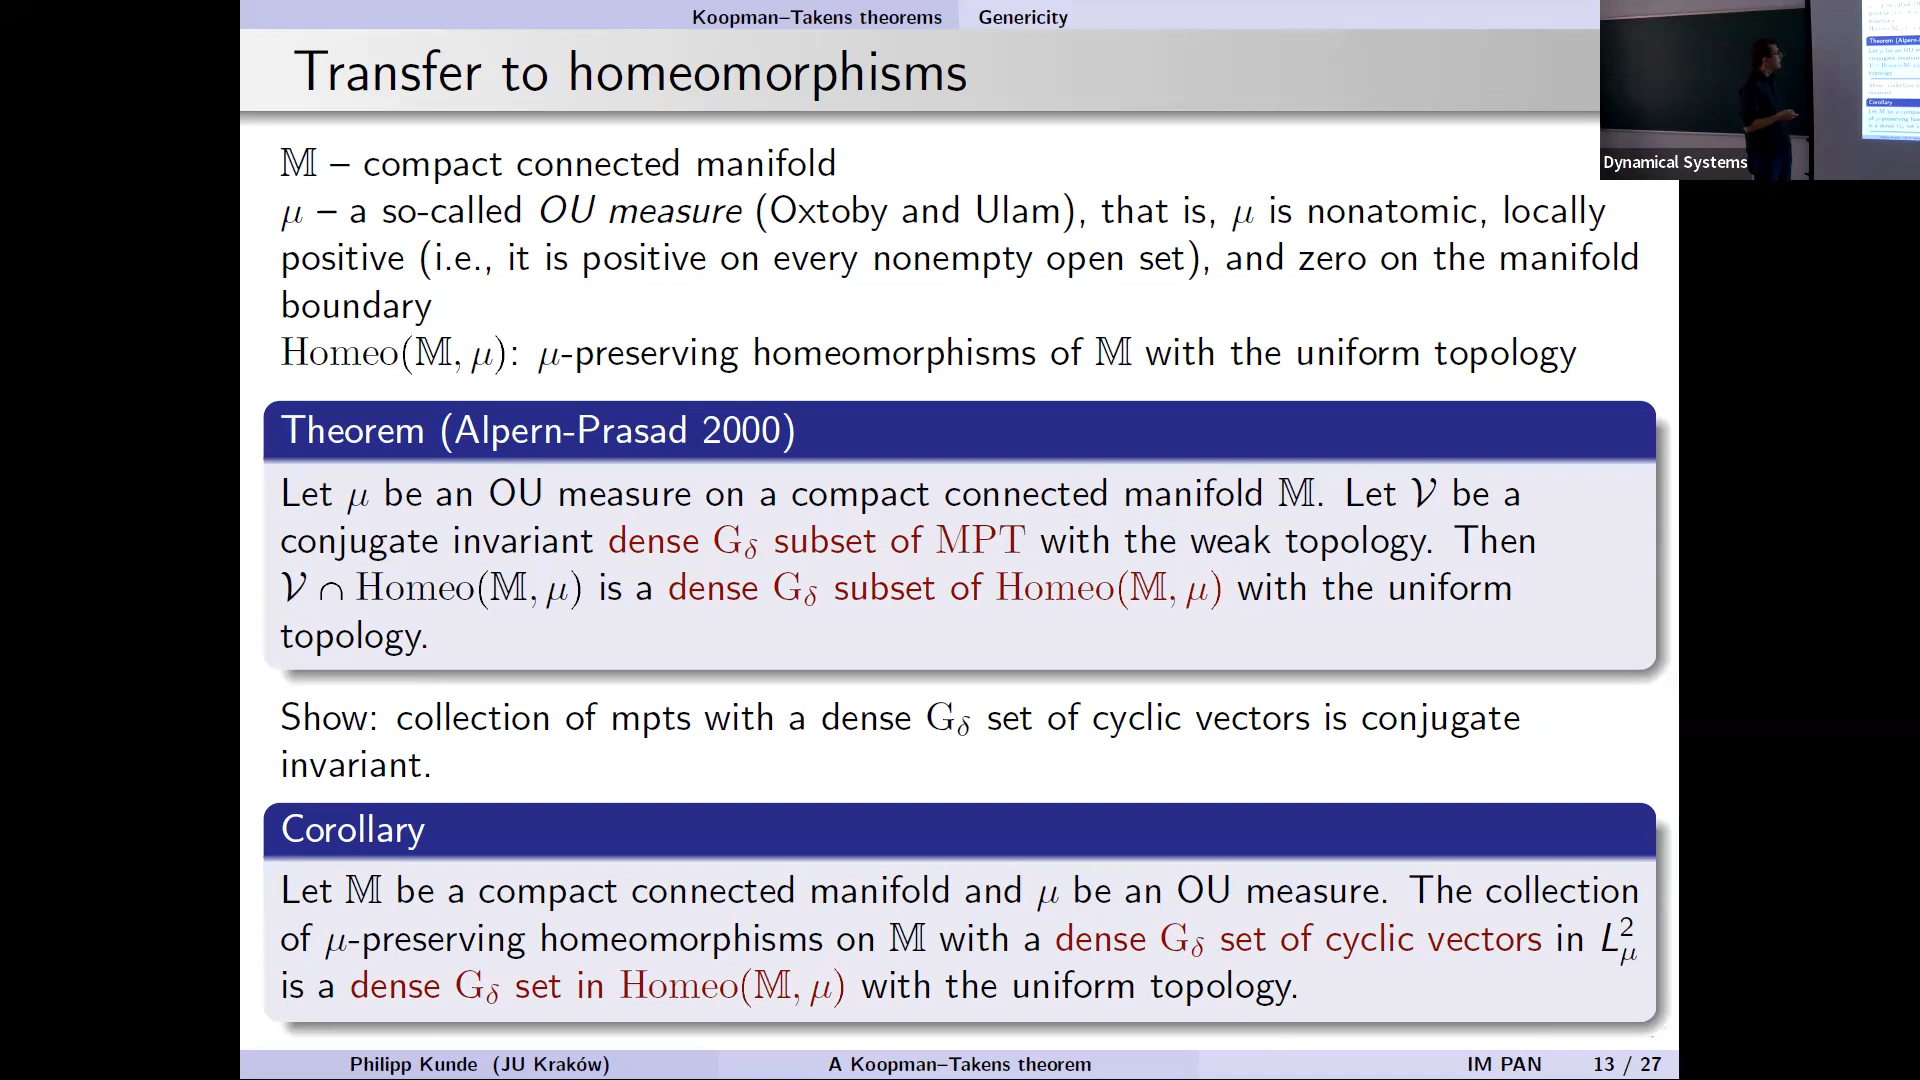 Koopman–Takens theorems Genericity
Transfer to homeomorphisms
𝕄 – compact connected manifold
μ – a so-called OU measure (Oxtoby and Ulam), that is, μ is nonatomic, locally
positive (i.e., it is positive on every nonempty open set), and zero on the manifold
boundary
Homeo(𝕄, μ): μ-preserving homeomorphisms of 𝕄 with the uniform topology
Theorem (Alpern-Prasad 2000)
Let μ be an OU measure on a compact connected manifold 𝕄. Let 𝒱 be a
conjugate invariant dense G_δ subset of MPT with the weak topology. Then
𝒱 ∩ Homeo(𝕄, μ) is a dense G_δ subset of Homeo(𝕄, μ) with the uniform
topology.
Show: collection of mpts with a dense G_δ set of cyclic vectors is conjugate
invariant.
Corollary
Let 𝕄 be a compact connected manifold and μ be an OU measure. The collection
of μ-preserving homeomorphisms on 𝕄 with a dense G_δ set of cyclic vectors in L²_μ
is a dense G_δ set in Homeo(𝕄, μ) with the uniform topology.
Philipp Kunde (JU Kraków) A Koopman–Takens theorem IM PAN 13 / 27
Dynamical Systems